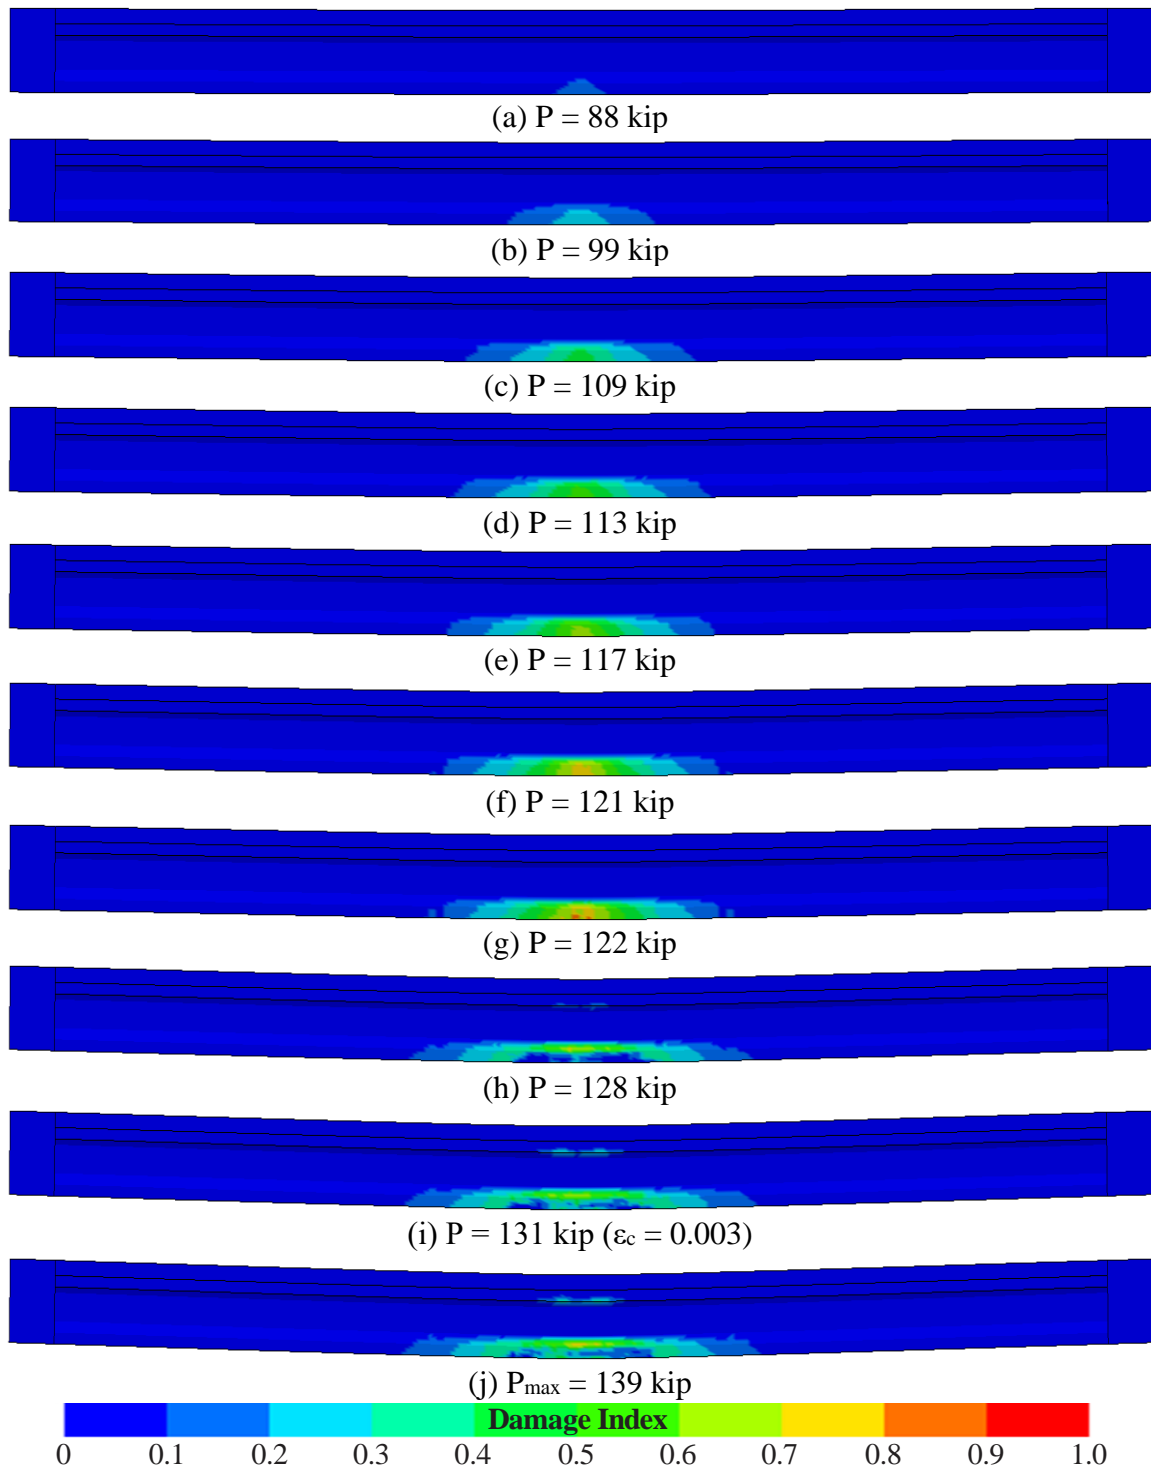 (a) P = 88 kip
(b) P = 99 kip
(c) P = 109 kip
(d) P = 113 kip
(e) P = 117 kip
(f) P = 121 kip
(g) P = 122 kip
(h) P = 128 kip
(i) P = 131 kip (εc = 0.003)
(j) Pmax = 139 kip
Damage Index
0 0.1 0.2 0.3 0.4 0.5 0.6 0.7 0.8 0.9 1.0